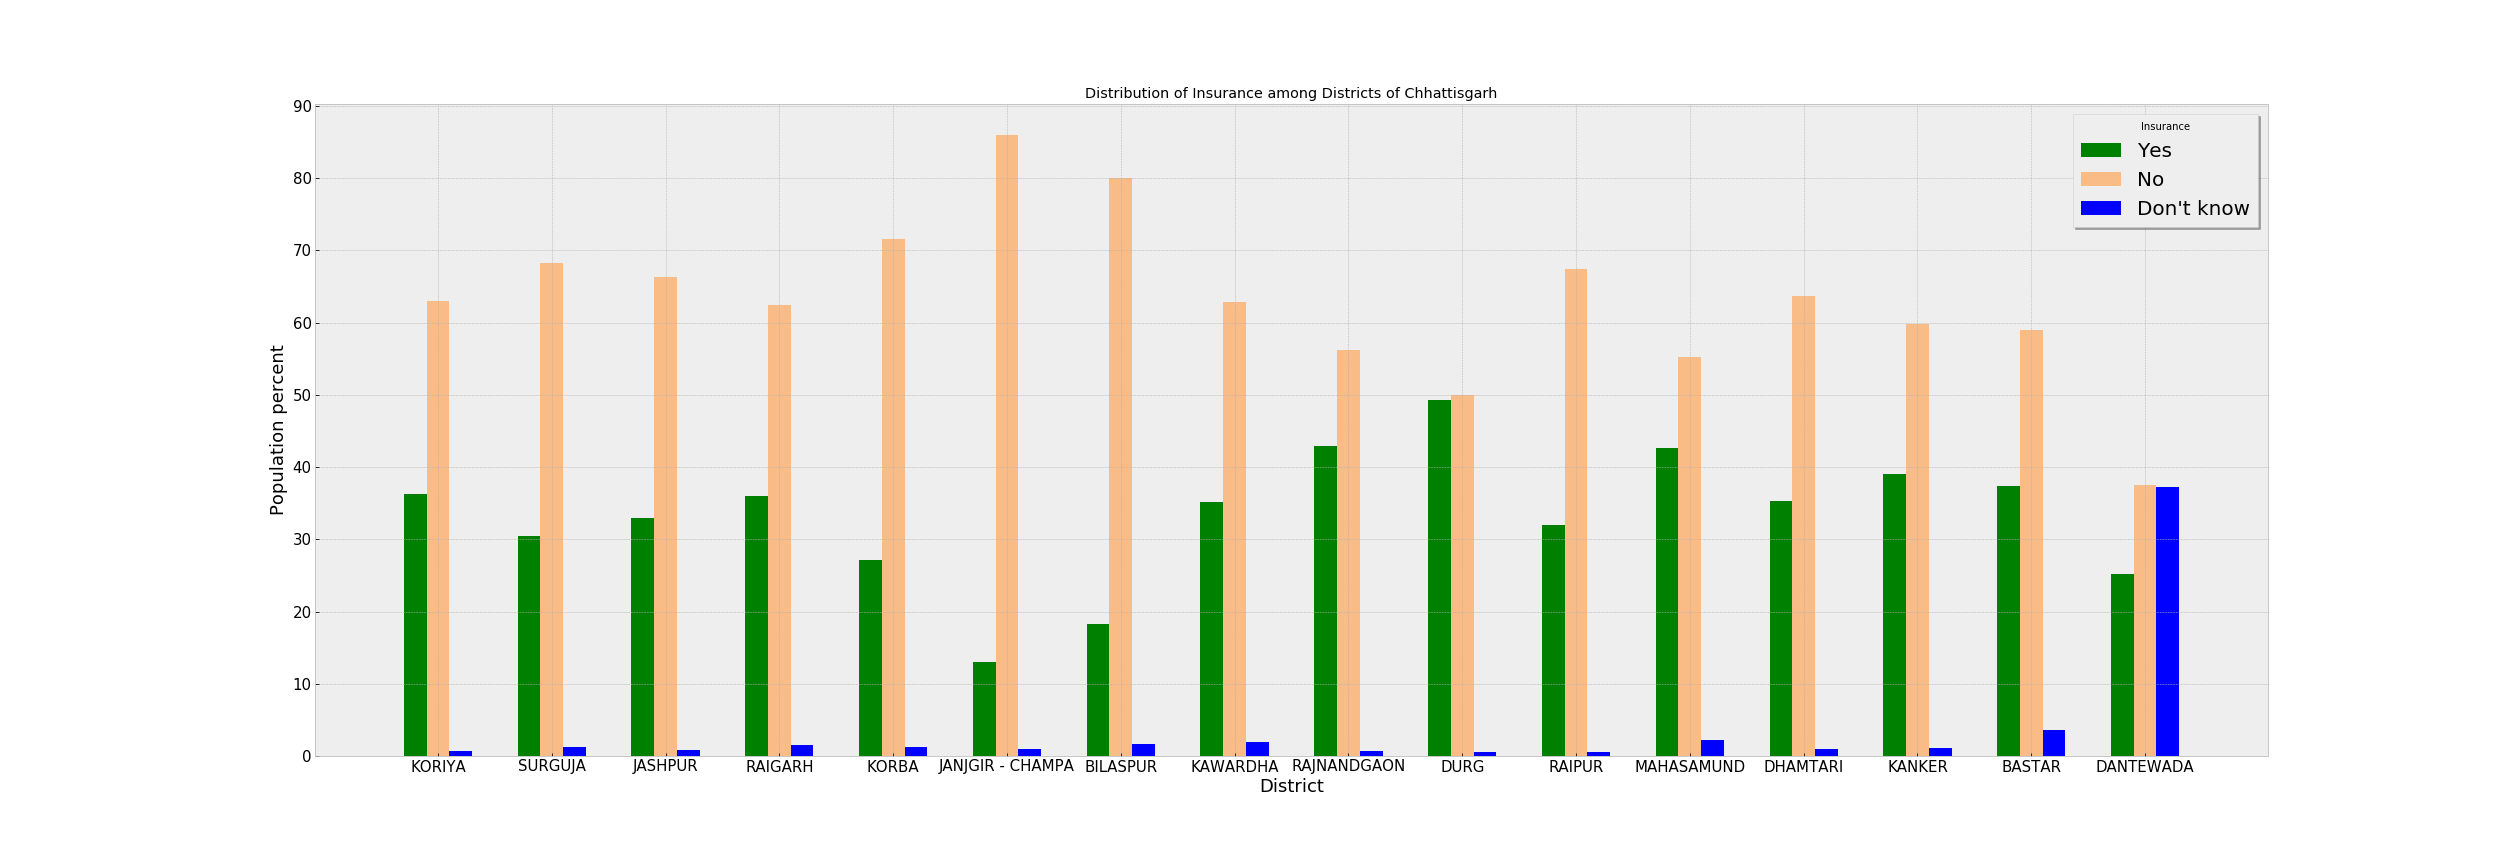 Distribution of Insurance among Districts of Chhattisgarh
Insurance
Yes
No
Don't know
Population percent
90
80
70
60
50
40
30
20
10
0
KORIYA SURGUJA JASHPUR RAIGARH KORBA JANJGIR - CHAMPA BILASPUR KAWARDHA RAJNANDGAON DURG RAIPUR MAHASAMUND DHAMTARI KANKER BASTAR DANTEWADA
District